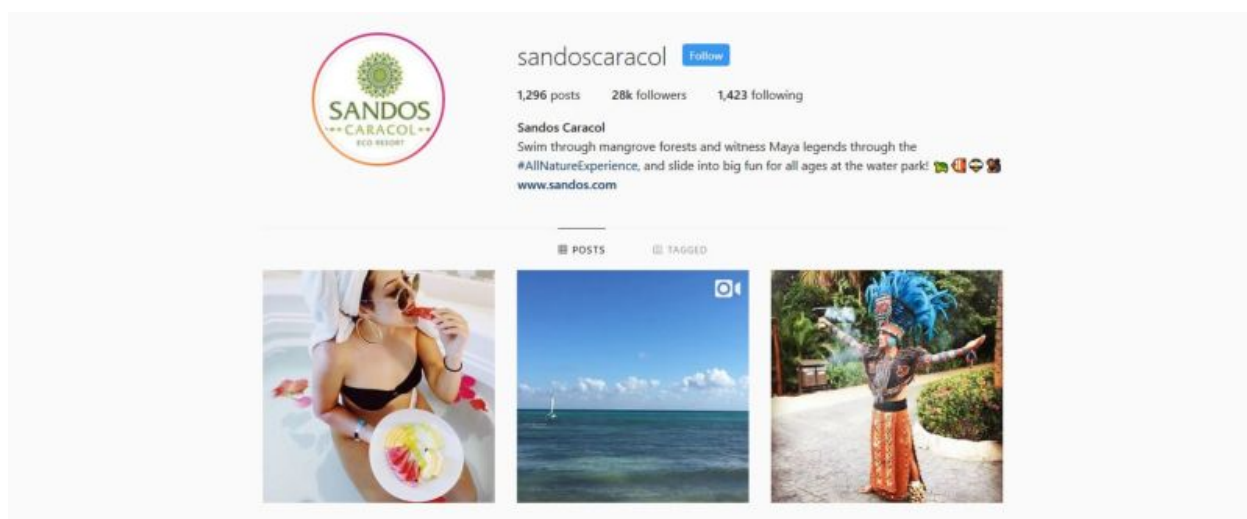 SANDOS
CARACOL
ECO RESORT
sandoscaracol Follow
1,296 posts 28k followers 1,423 following
Sandos Caracol
Swim through mangrove forests and witness Maya legends through the
#AllNatureExperience, and slide into big fun for all ages at the water park!
www.sandos.com
POSTS TAGGED